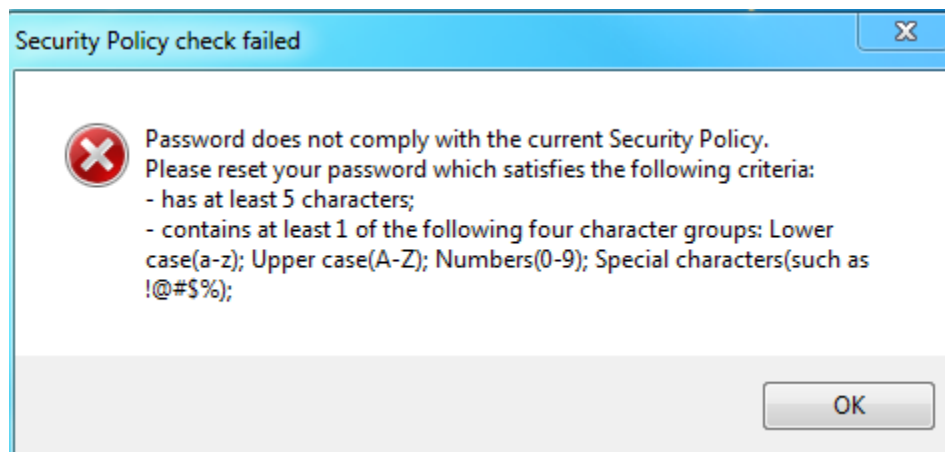 Security Policy check failed
Password does not comply with the current Security Policy.
Please reset your password which satisfies the following criteria:
- has at least 5 characters;
- contains at least 1 of the following four character groups: Lower
case(a-z); Upper case(A-Z); Numbers(0-9); Special characters(such as
!@#$%);
OK